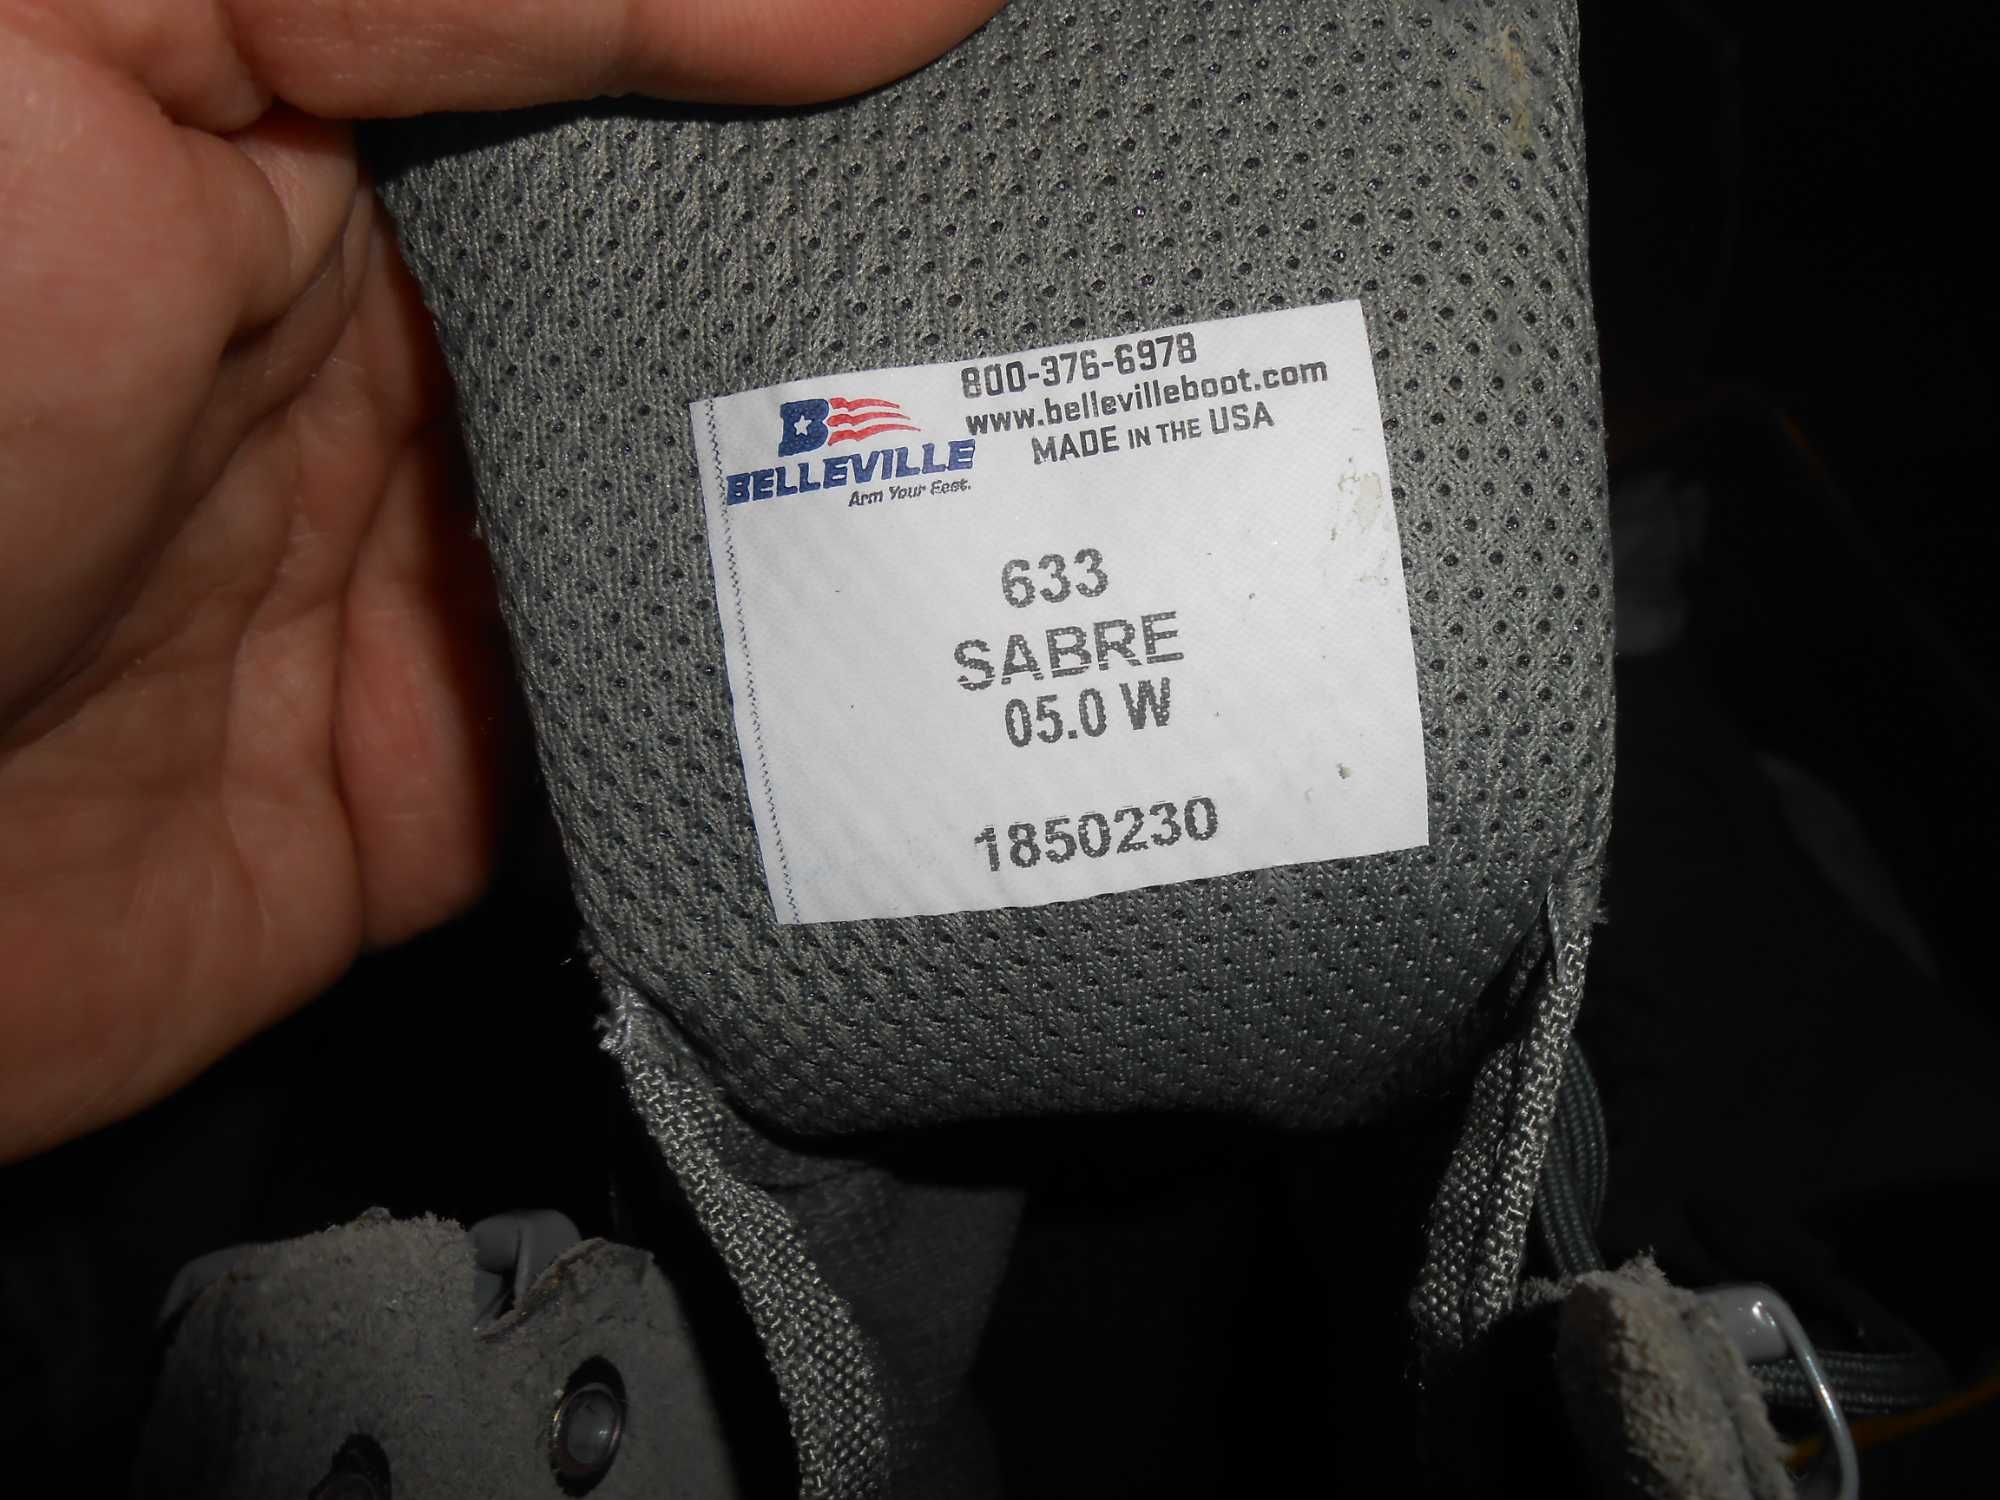 B
BELLEVILLE
Arm Your Feet.
800-376-6978
www.bellevilleboot.com
MADE IN THE USA
633
SABRE
05.0 W
1850230